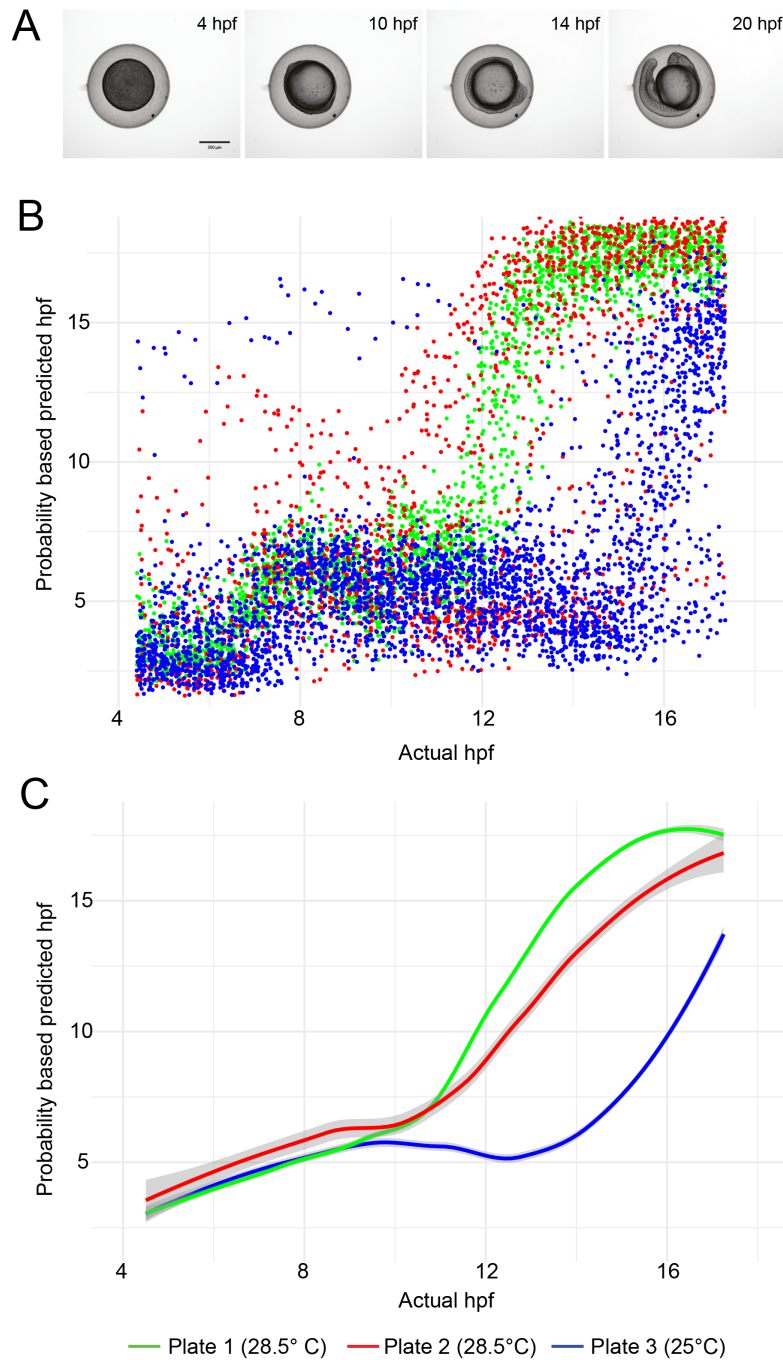 A
4 hpf
10 hpf
14 hpf
20 hpf
500 µm
B
Probability based predicted hpf
15
10
5
4
8
12
16
Actual hpf
C
Probability based predicted hpf
15
10
5
4
8
12
16
Actual hpf
Plate 1 (28.5° C)
Plate 2 (28.5°C)
Plate 3 (25°C)